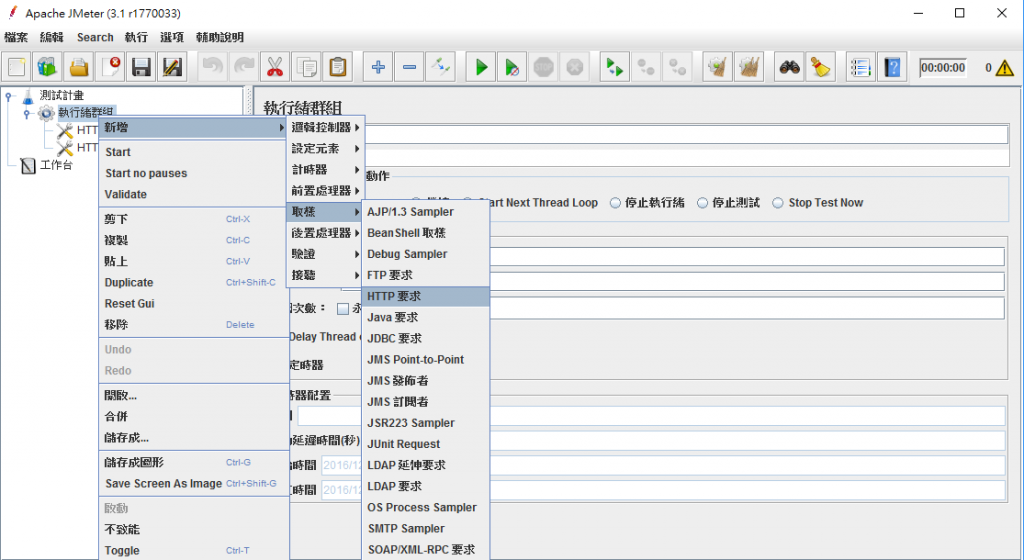 Apache JMeter (3.1 r1770033)
檔案 編輯 Search 執行 選項 輔助說明
00:00:00 0
測試計畫
執行緒群組
HTT
HTT
工作台
執行緒群組
新增
Start
Start no pauses
Validate
剪下 Ctrl-X
複製 Ctrl-C
貼上 Ctrl-V
Duplicate Ctrl+Shift-C
Reset Gui
移除 Delete
Undo
Redo
開啟...
合併
儲存成...
儲存成圖形 Ctrl-G
Save Screen As Image Ctrl+Shift-G
啟動
不致能
Toggle Ctrl-T
邏輯控制器
設定元素
計時器
前置處理器
取樣
後置處理器
驗證
接聽
AJP/1.3 Sampler
BeanShell 取樣
Debug Sampler
FTP 要求
HTTP 要求
Java 要求
JDBC 要求
JMS Point-to-Point
JMS 發佈者
JMS 訂閱者
JSR223 Sampler
JUnit Request
LDAP 延伸要求
LDAP 要求
OS Process Sampler
SMTP Sampler
SOAP/XML-RPC 要求
動作
Start Next Thread Loop 停止執行緒 停止測試 Stop Test Now
次數： 永
Delay Thread
定時器
時器配置
延遲時間(秒)
時間 2016/12
時間 2016/12